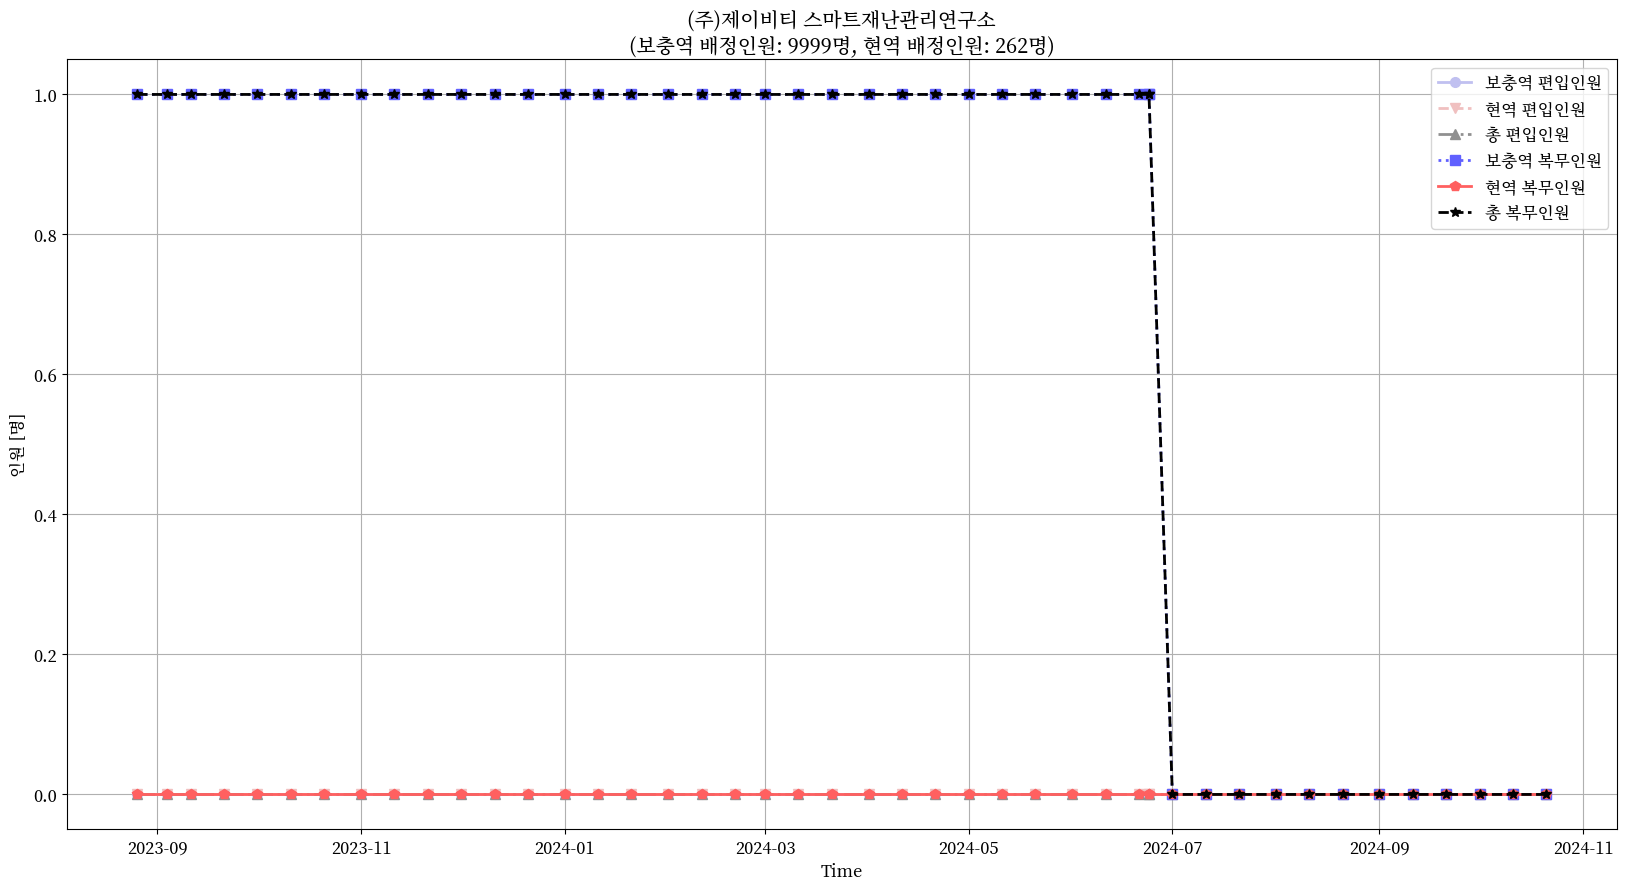 (주)제이비티 스마트재난관리연구소
(보충역 배정인원: 9999명, 현역 배정인원: 262명)
1.0
0.8
0.6
0.4
0.2
0.0
인원 [명]
보충역 편입인원
현역 편입인원
총 편입인원
보충역 복무인원
현역 복무인원
총 복무인원
2023-09 2023-11 2024-01 2024-03 2024-05 2024-07 2024-09 2024-11
Time